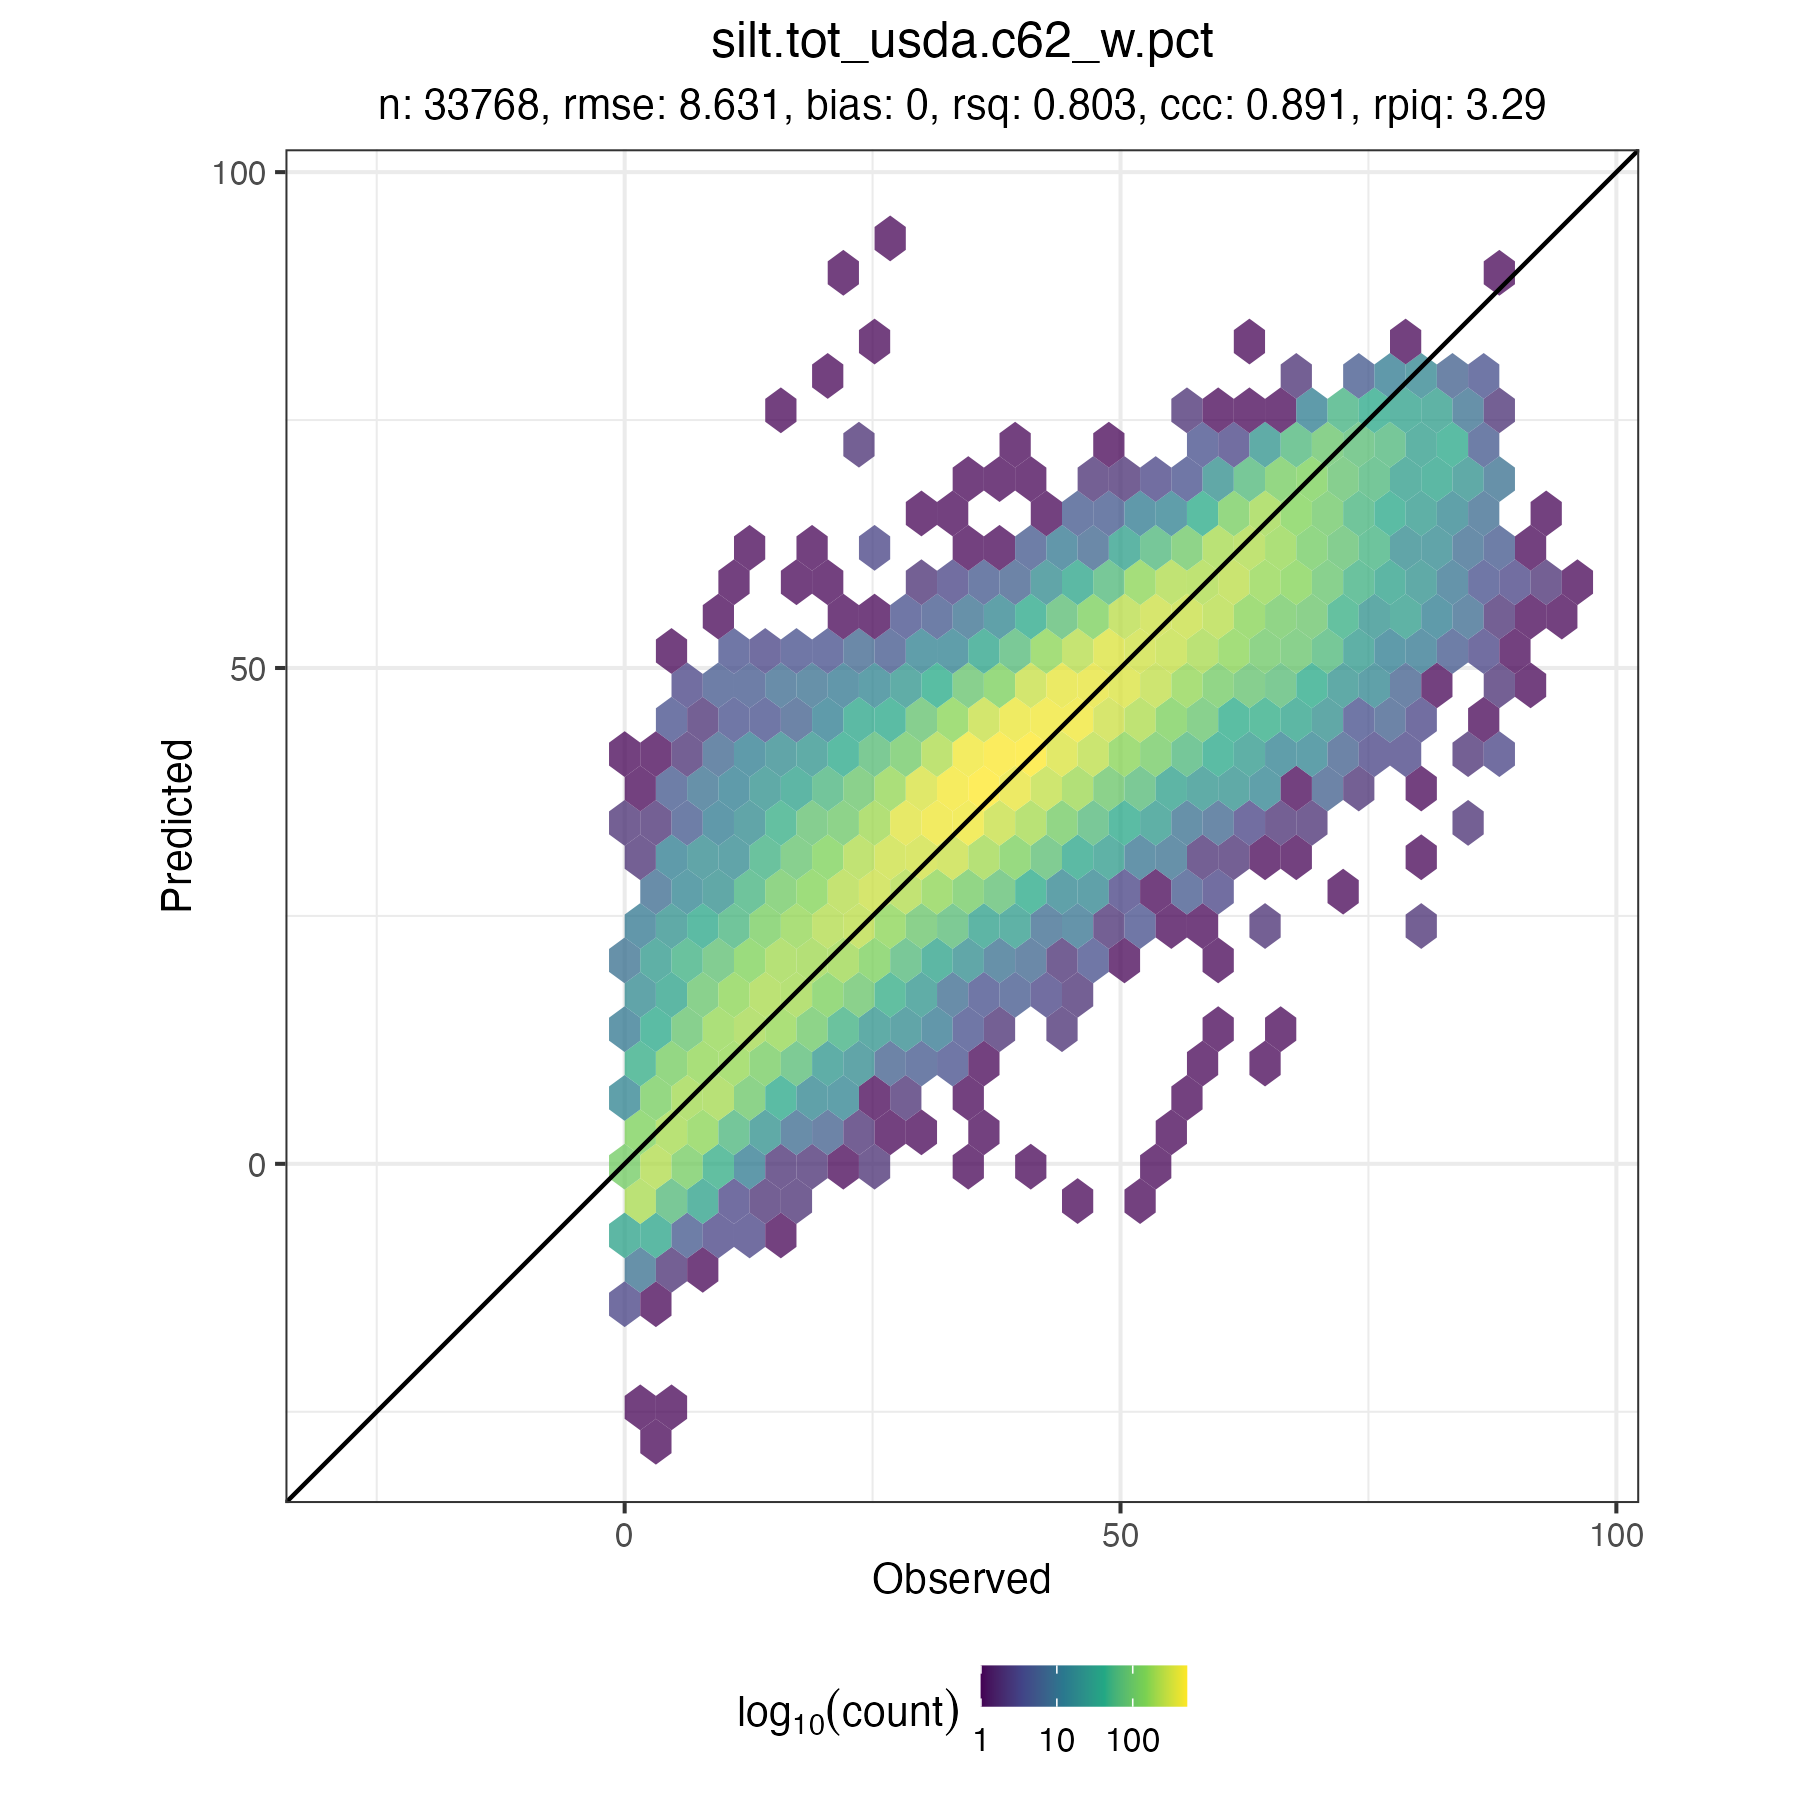 silt.tot_usda.c62_w.pct
n: 33768, rmse: 8.631, bias: 0, rsq: 0.803, ccc: 0.891, rpiq: 3.29
100
50
0
Predicted
0 50 100
Observed
log10(count)
1 10 100